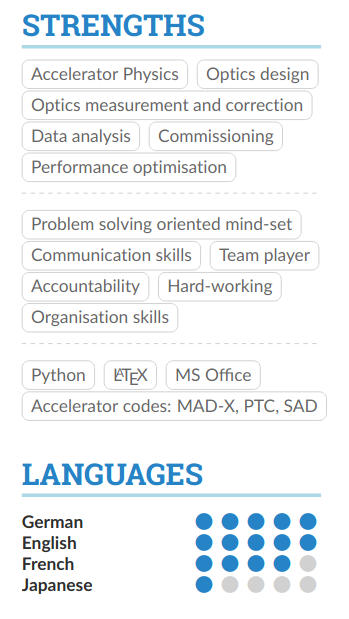 STRENGTHS
Accelerator Physics Optics design
Optics measurement and correction
Data analysis Commissioning
Performance optimisation
Problem solving oriented mind-set
Communication skills Team player
Accountability Hard-working
Organisation skills
Python LATEX MS Office
Accelerator codes: MAD-X, PTC, SAD
LANGUAGES
German
English
French
Japanese